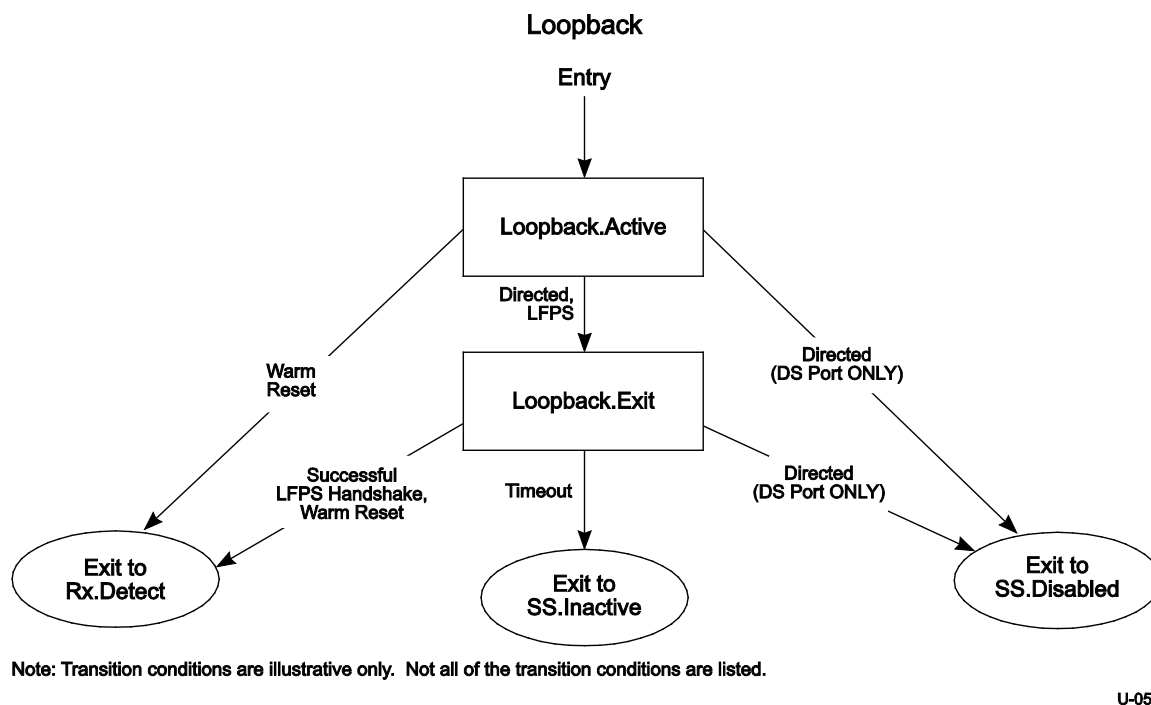 Loopback
Entry
Loopback.Active
Directed,
LFPS
Directed
(DS Port ONLY)
Warm
Reset
Loopback.Exit
Successful
LFPS Handshake,
Warm Reset
Timeout
Directed
(DS Port ONLY)
Exit to
Rx.Detect
Exit to
SS.Inactive
Exit to
SS.Disabled
Note: Transition conditions are illustrative only.  Not all of the transition conditions are listed.
U-05